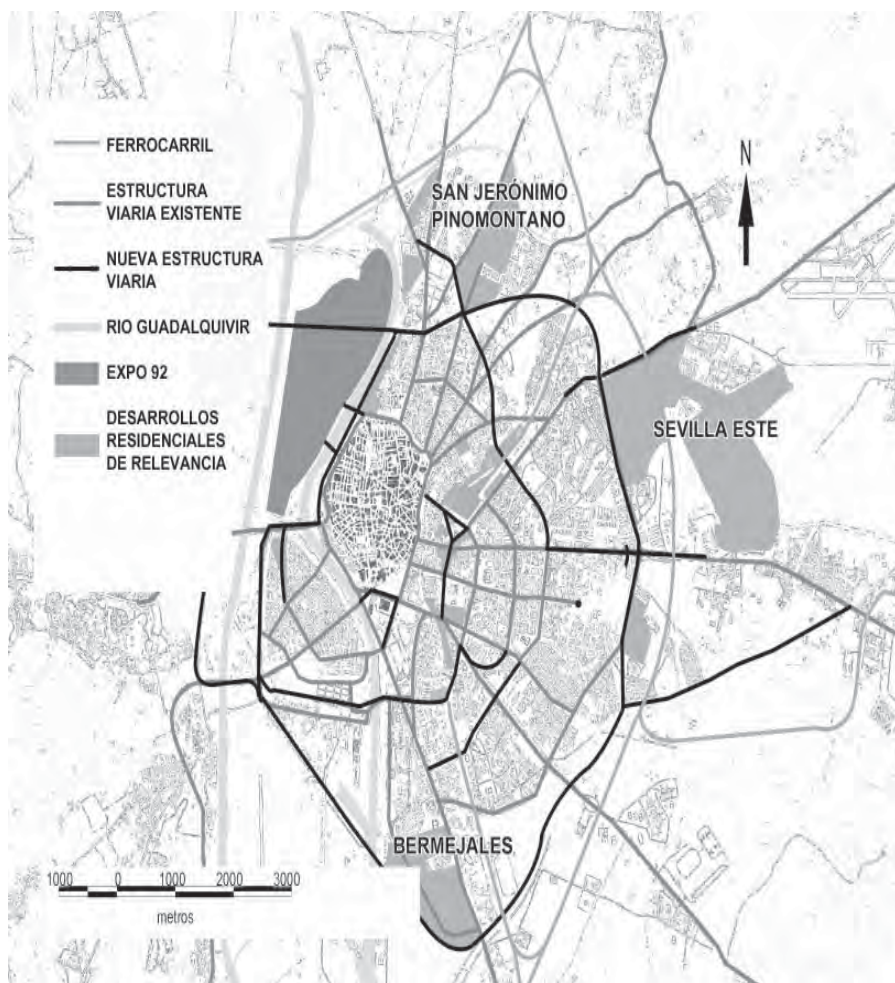 FERROCARRIL
ESTRUCTURA
VIARIA EXISTENTE
NUEVA ESTRUCTURA
VIARIA
RIO GUADALQUIVIR
EXPO 92
DESARROLLOS
RESIDENCIALES
DE RELEVANCIA
SAN JERÓNIMO
PINOMONTANO
N
SEVILLA ESTE
BERMEJALES
1000 0 1000 2000 3000
metros